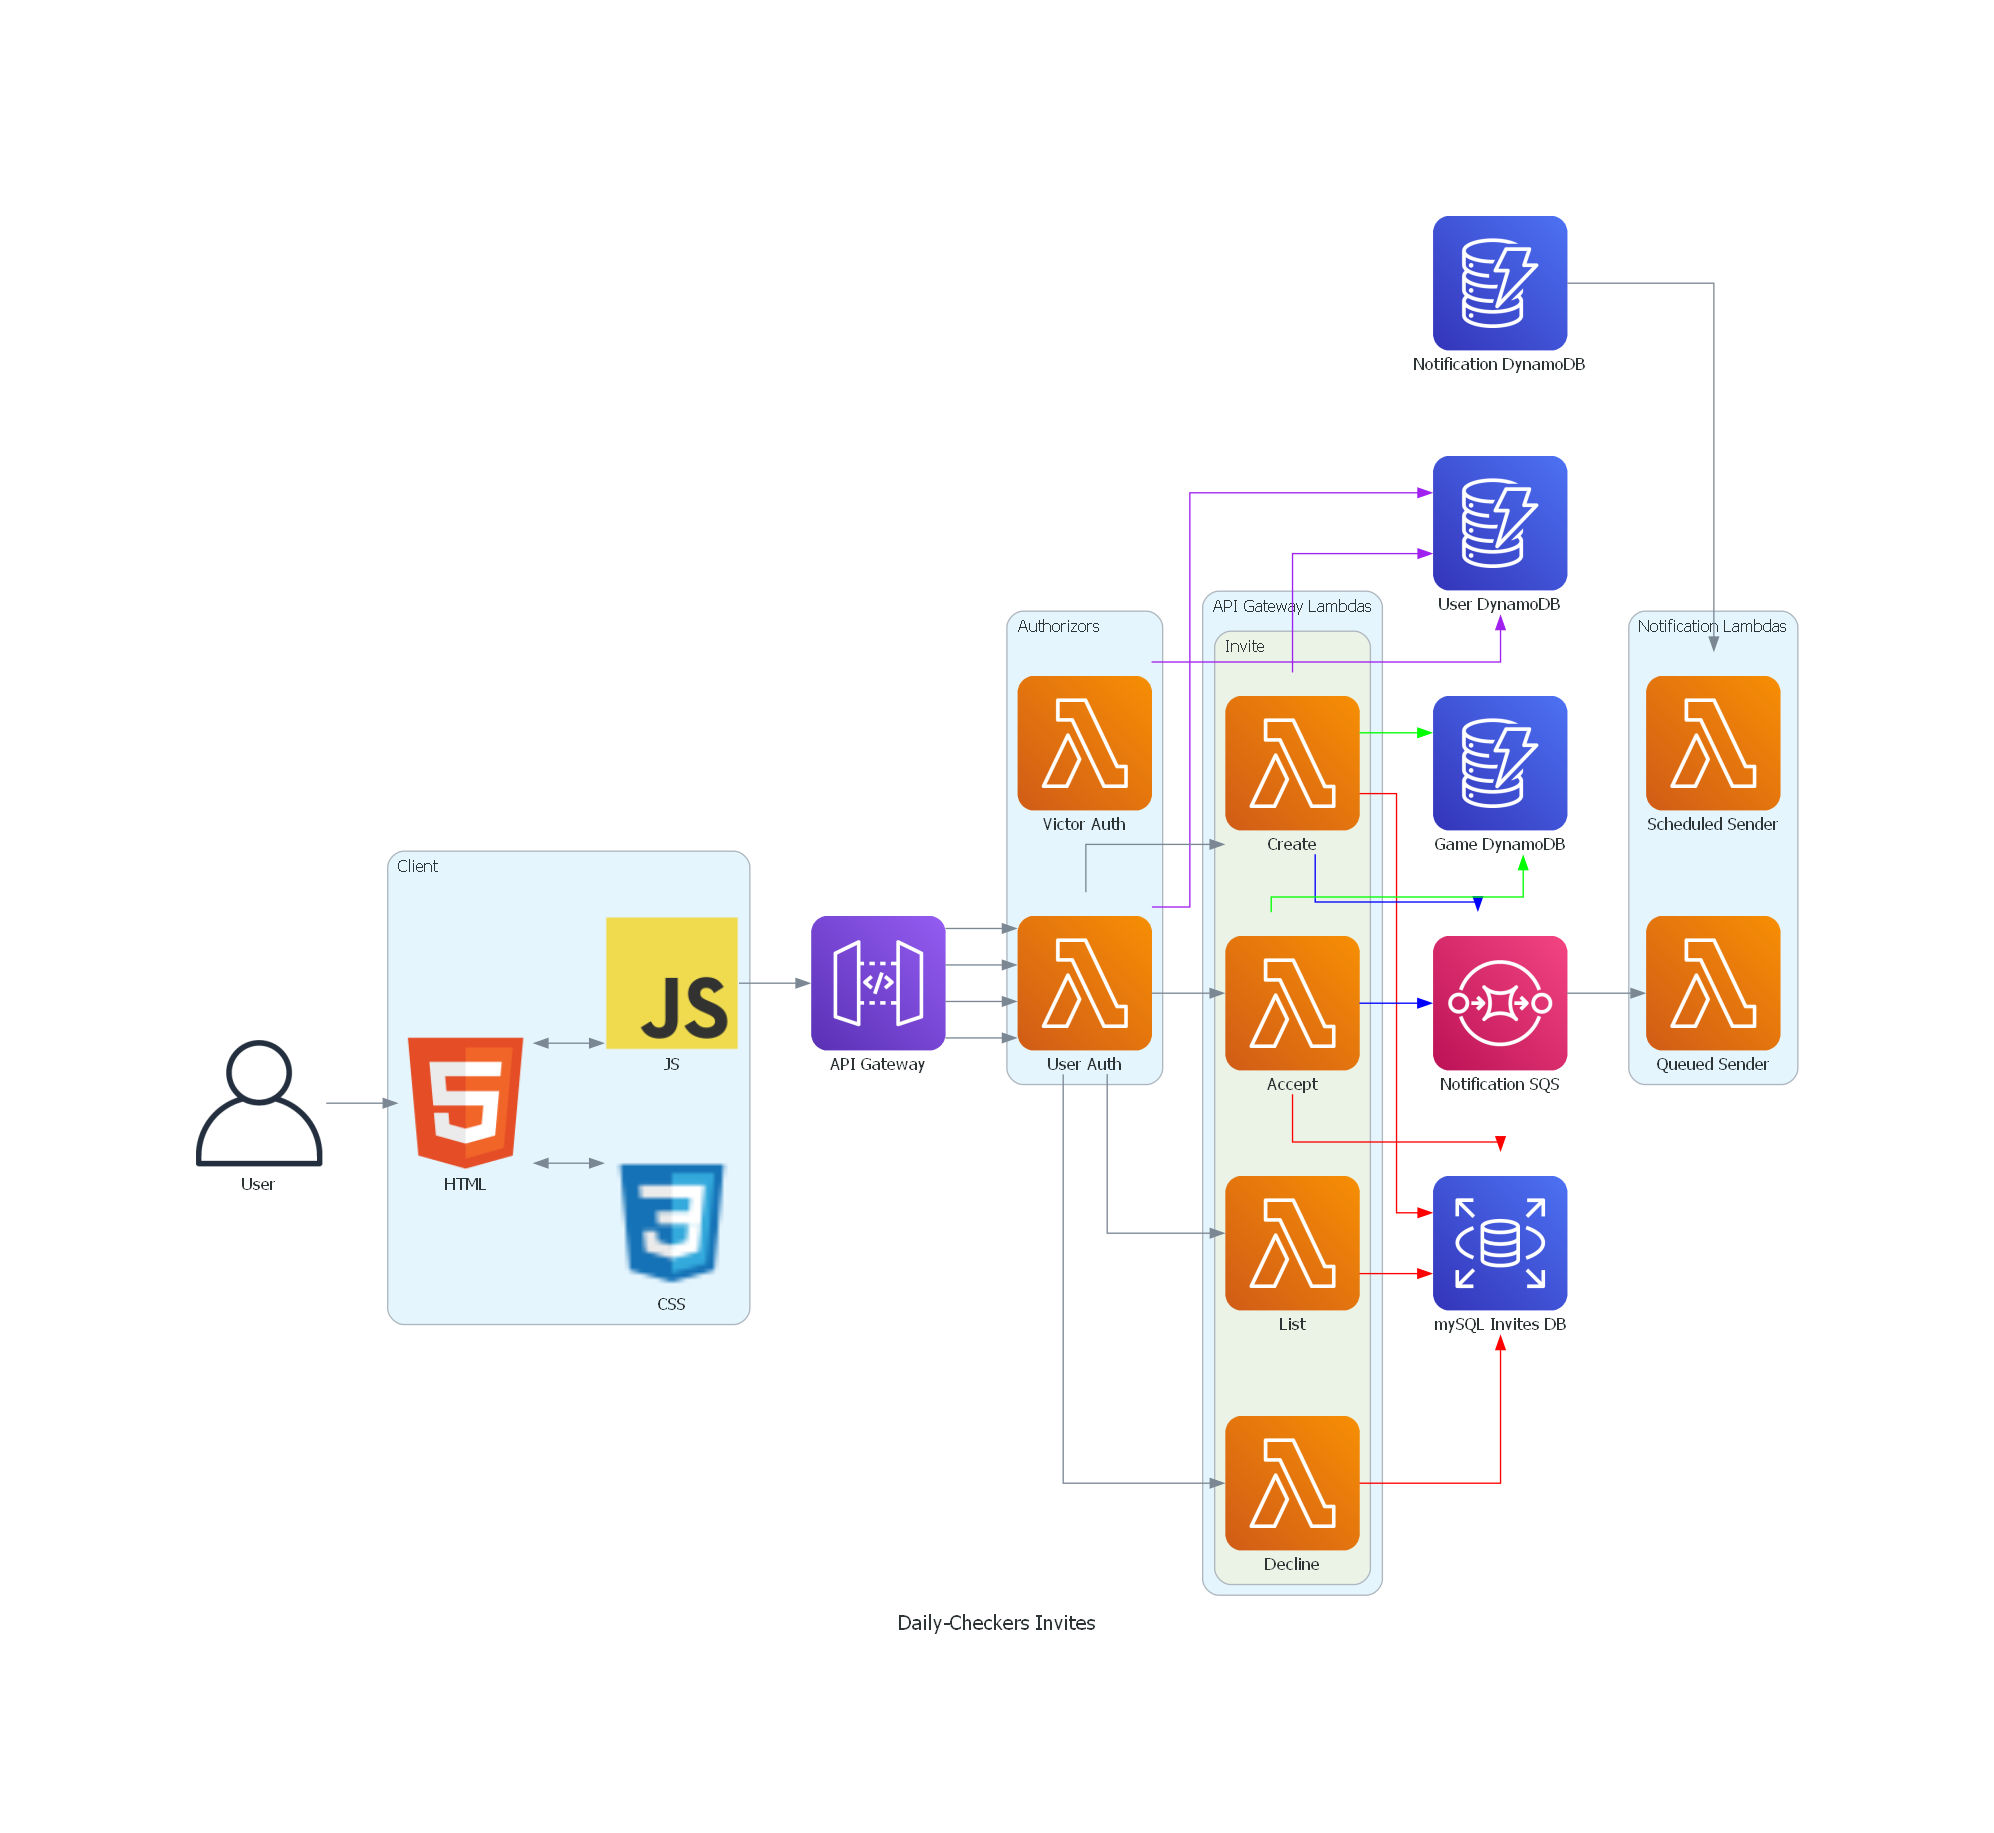 Notification DynamoDB
User DynamoDB
API Gateway Lambdas
Authorizors
Notification Lambdas
Invite
Victor Auth
Scheduled Sender
Create
Game DynamoDB
Client
JS
JS
API Gateway
User Auth
Queued Sender
Accept
Notification SQS
User
HTML
CSS
List
mySQL Invites DB
Decline
Daily-Checkers Invites